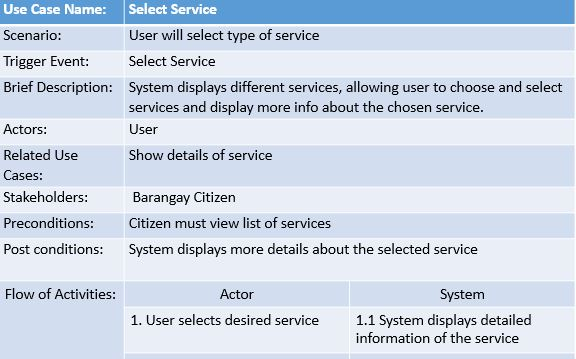 Use Case Name: Select Service
Scenario: User will select type of service
Trigger Event: Select Service
Brief Description: System displays different services, allowing user to choose and select
services and display more info about the chosen service.
Actors: User
Related Use Show details of service
Cases:
Stakeholders: Barangay Citizen
Preconditions: Citizen must view list of services
Post conditions: System displays more details about the selected service
Flow of Activities: Actor System
1. User selects desired service 1.1 System displays detailed
information of the service